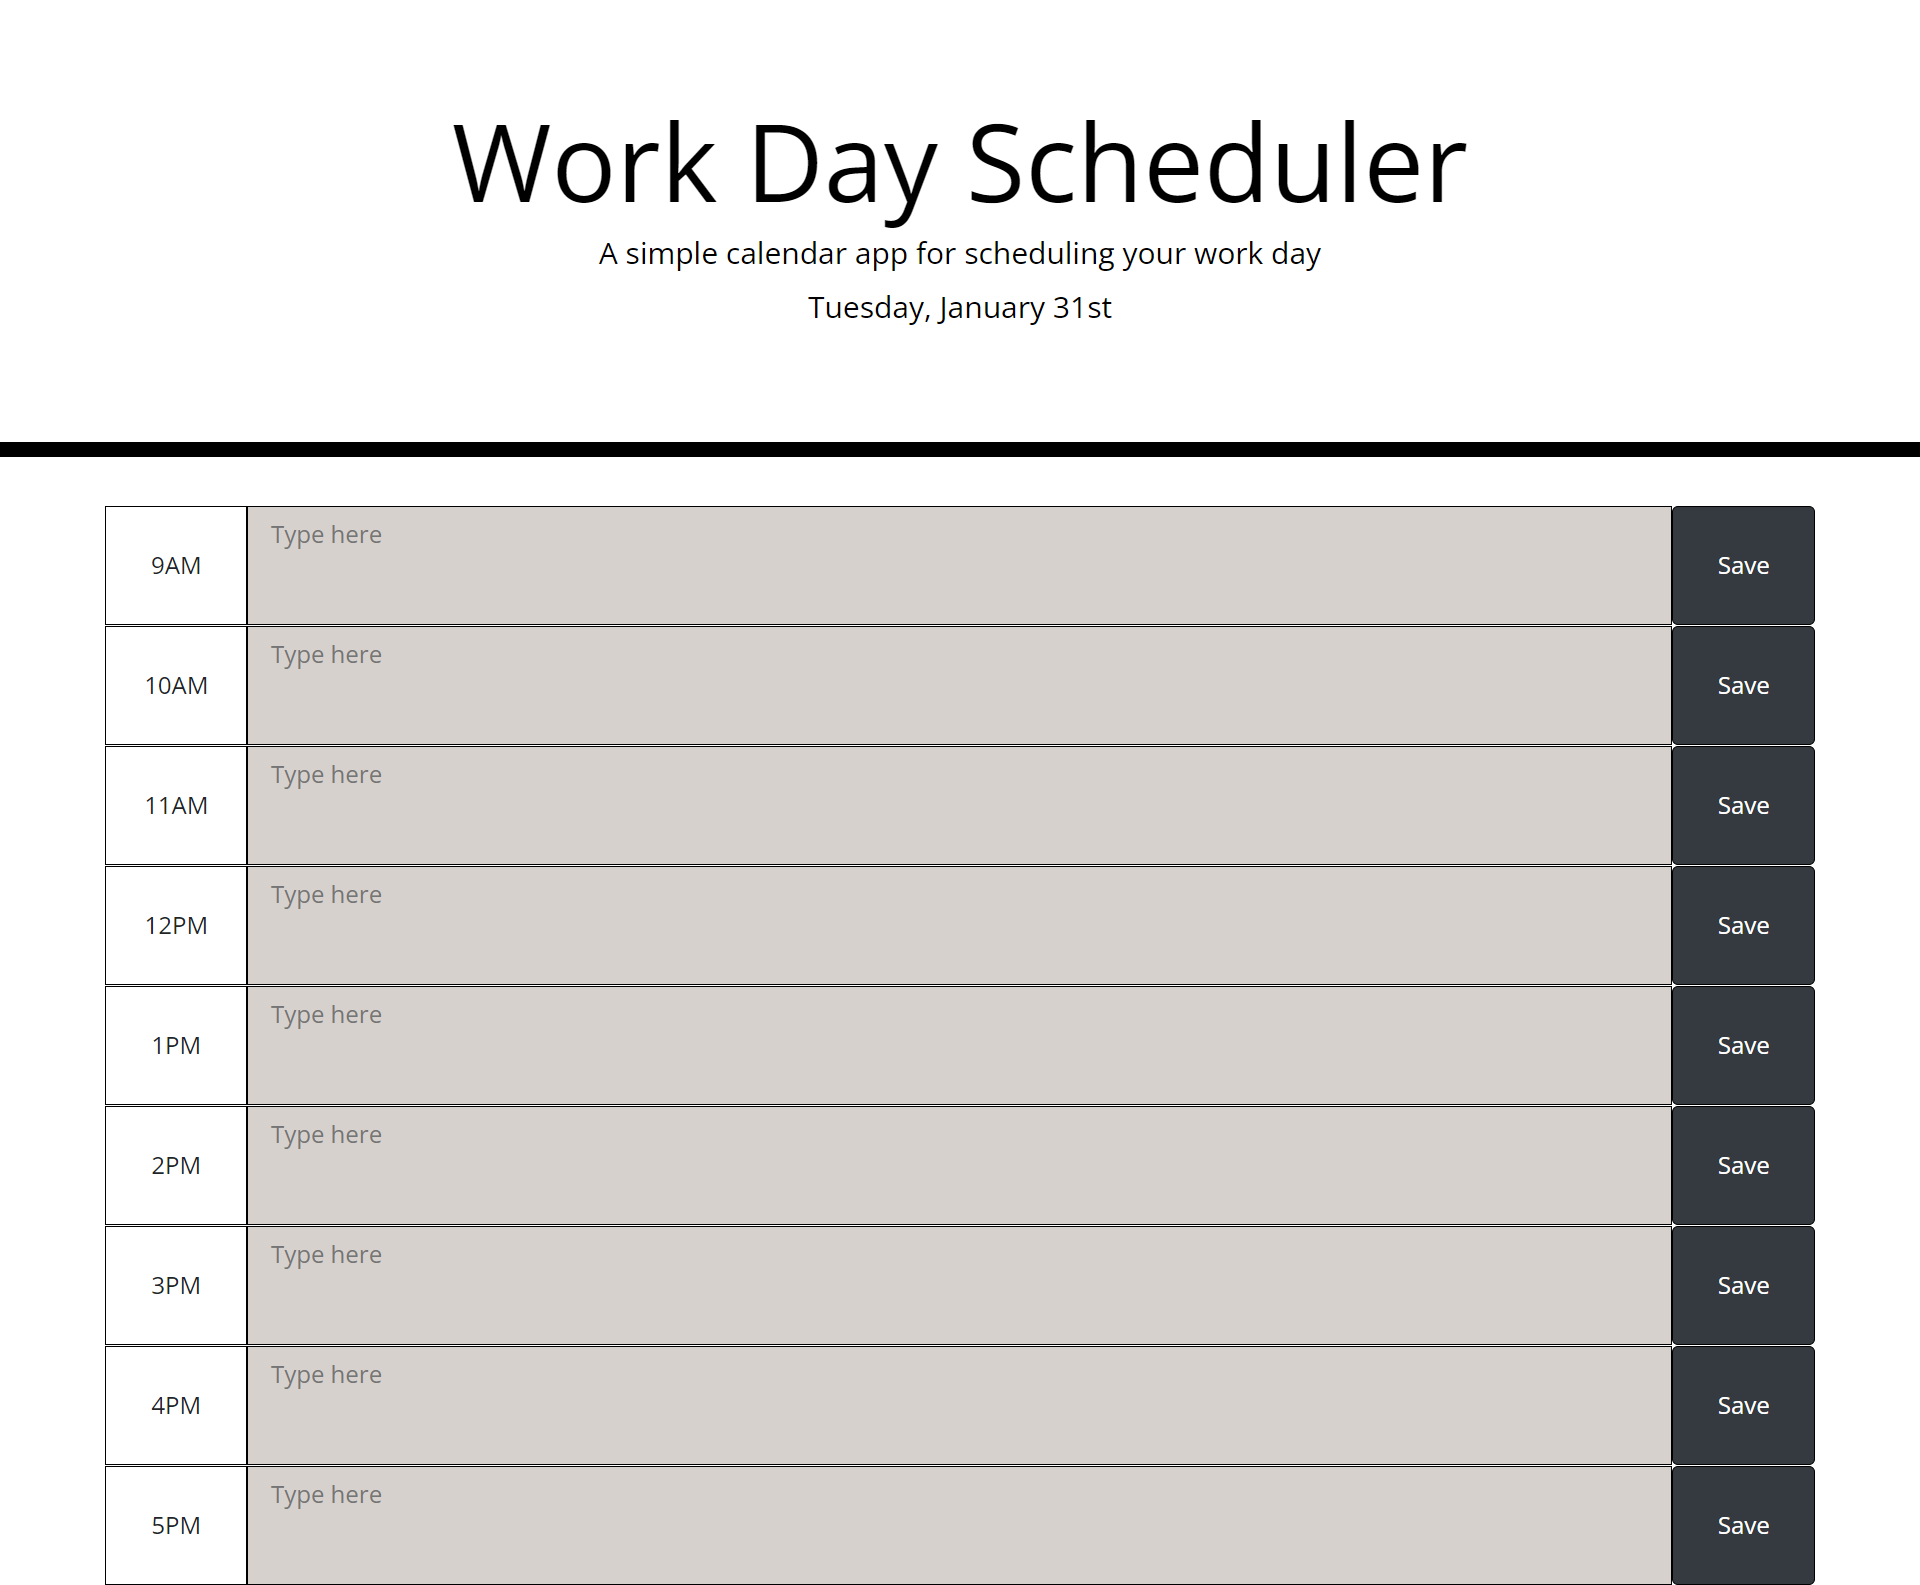 Work Day Scheduler
A simple calendar app for scheduling your work day
Tuesday, January 31st
9AM Type here Save
10AM Type here Save
11AM Type here Save
12PM Type here Save
1PM Type here Save
2PM Type here Save
3PM Type here Save
4PM Type here Save
5PM Type here Save